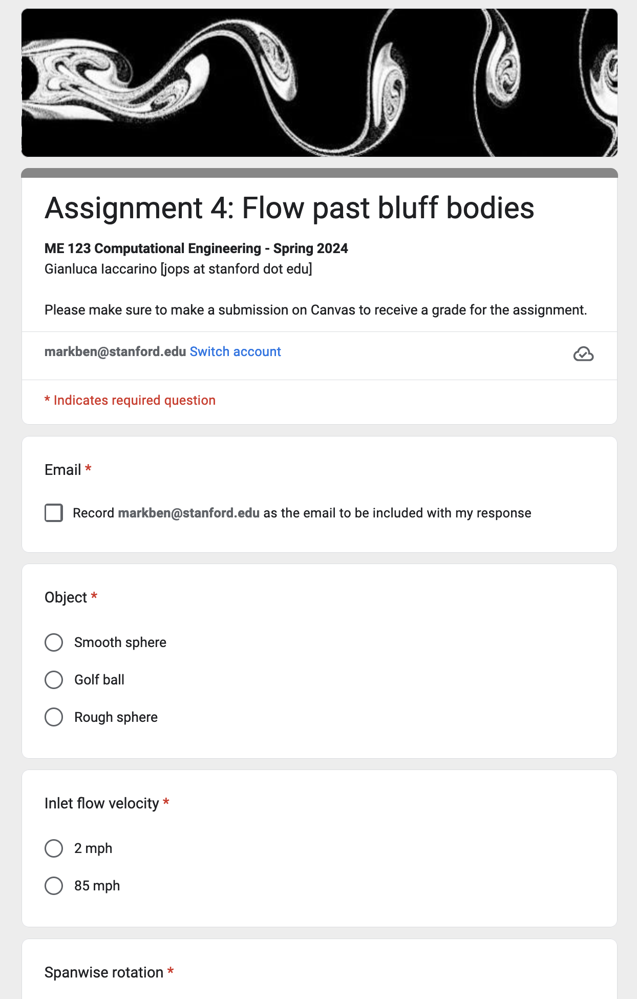 Assignment 4: Flow past bluff bodies
ME 123 Computational Engineering - Spring 2024
Gianluca Iaccarino [jops at stanford dot edu]
Please make sure to make a submission on Canvas to receive a grade for the assignment.
markben@stanford.edu Switch account
* Indicates required question
Email *
Record markben@stanford.edu as the email to be included with my response
Object *
Smooth sphere
Golf ball
Rough sphere
Inlet flow velocity *
2 mph
85 mph
Spanwise rotation *